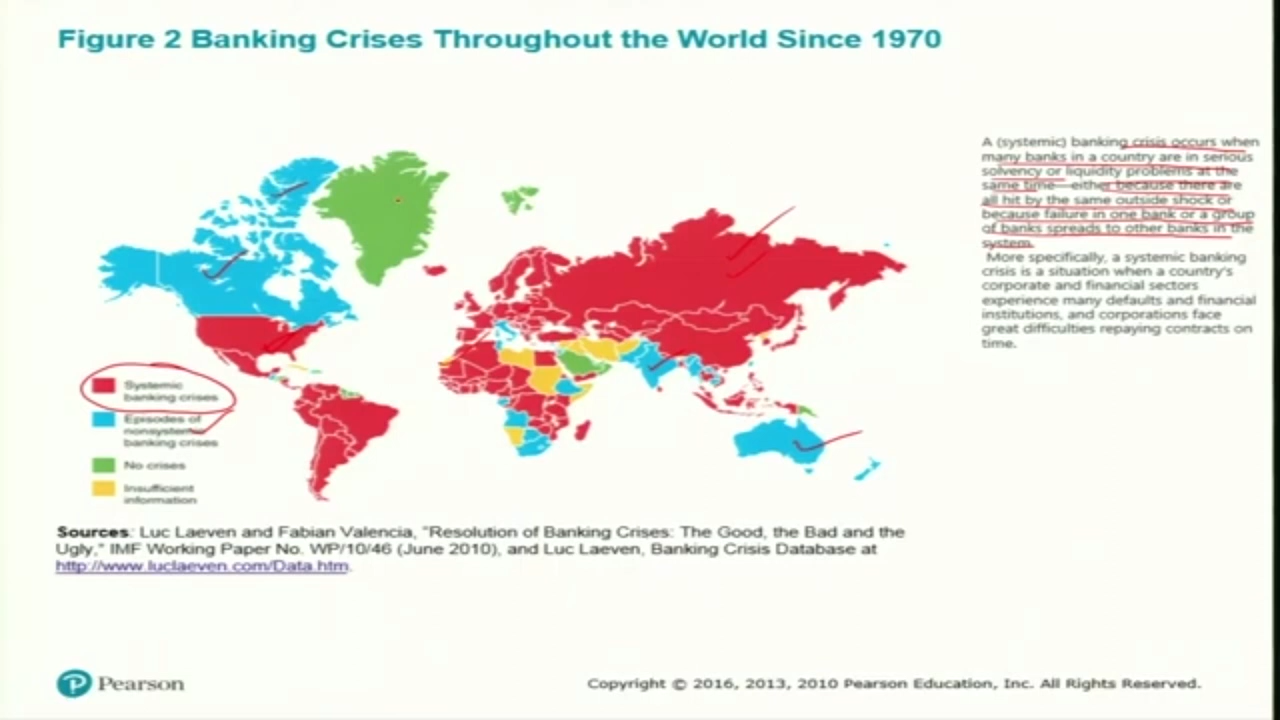 Figure 2 Banking Crises Throughout the World Since 1970
A (systemic) banking crisis occurs when
many banks in a country are in serious
solvency or liquidity problems at the
same time—either because there are
all hit by the same outside shock or
because failure in one bank or a group
of banks spreads to other banks in the
system.
More specifically, a systemic banking
crisis is a situation when a country's
corporate and financial sectors
experience many defaults and financial
institutions, and corporations face
great difficulties repaying contracts on
time.
Systemic
banking crises
Episodes of
nonsystemic
banking crises
No crises
Insufficient
information
Sources: Luc Laeven and Fabian Valencia, "Resolution of Banking Crises: The Good, the Bad and the
Ugly," IMF Working Paper No. WP/10/46 (June 2010), and Luc Laeven, Banking Crisis Database at
http://www.luclaeven.com/Data.htm.
Pearson
Copyright © 2016, 2013, 2010 Pearson Education, Inc. All Rights Reserved.